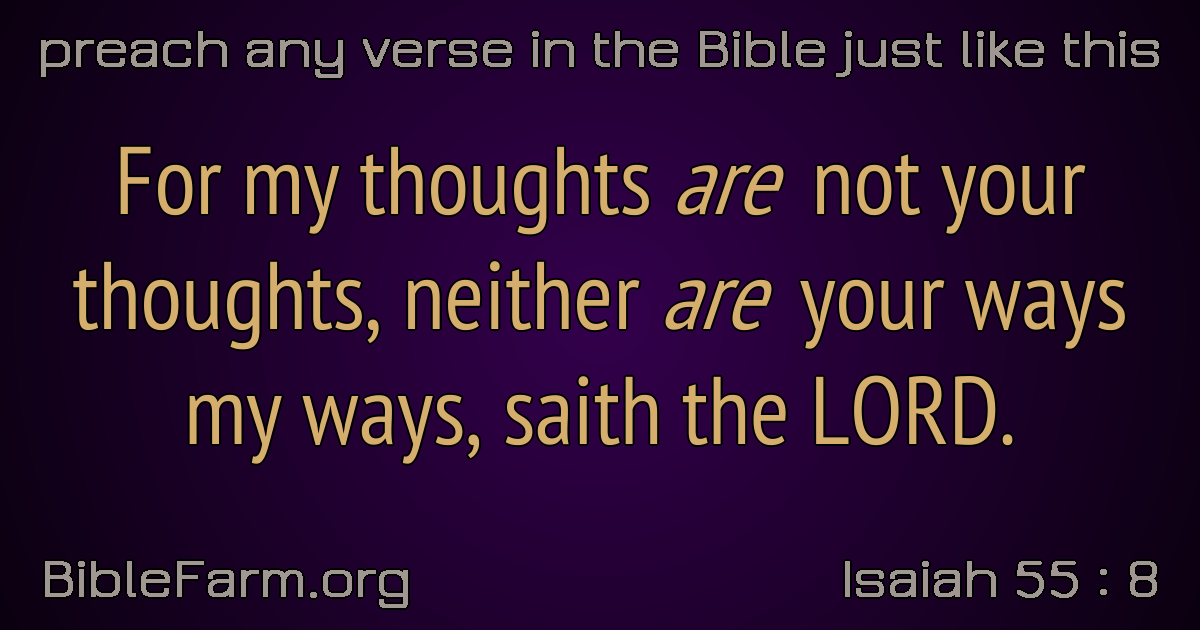 preach any verse in the Bible just like this
For my thoughts are not your
thoughts, neither are your ways
my ways, saith the LORD.
BibleFarm.org
Isaiah 55 : 8